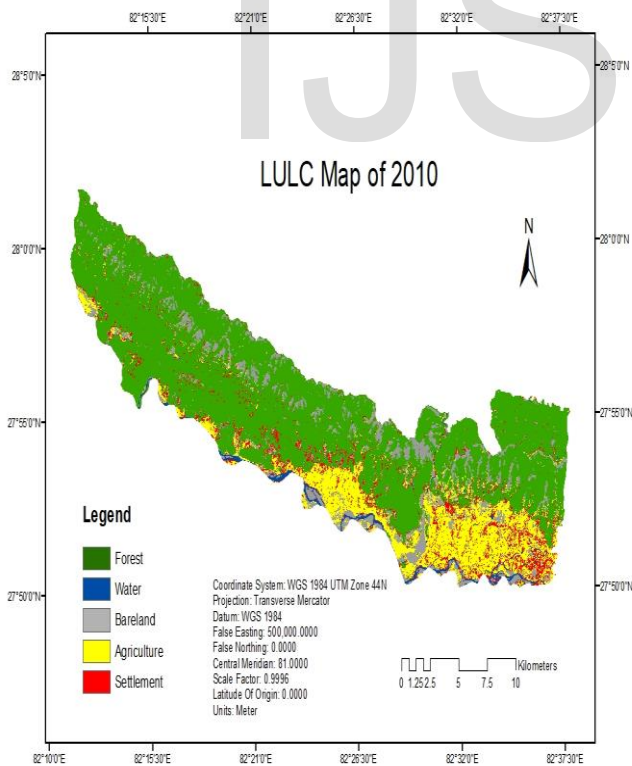 IJS
82°15'30"E 82°21'0"E 82°26'30"E 82°32'0"E 82°37'30"E
28°5'0"N 28°5'0"N
LULC Map of 2010
N
28°0'0"N 28°0'0"N
27°55'0"N 27°55'0"N
Legend
Forest
Water
Bareland
Agriculture
Settlement
Coordinate System: WGS 1984 UTM Zone 44N
Projection: Transverse Mercator
Datum: WGS 1984
False Easting: 500,000.0000
False Northing: 0.0000
Central Meridian: 81.0000
Scale Factor: 0.9996
Latitude Of Origin: 0.0000
Units: Meter
27°50'0"N 27°50'0"N
Kilometers
0 1.252.5 5 7.5 10
82°10'0"E 82°15'30"E 82°21'0"E 82°26'30"E 82°32'0"E 82°37'30"E